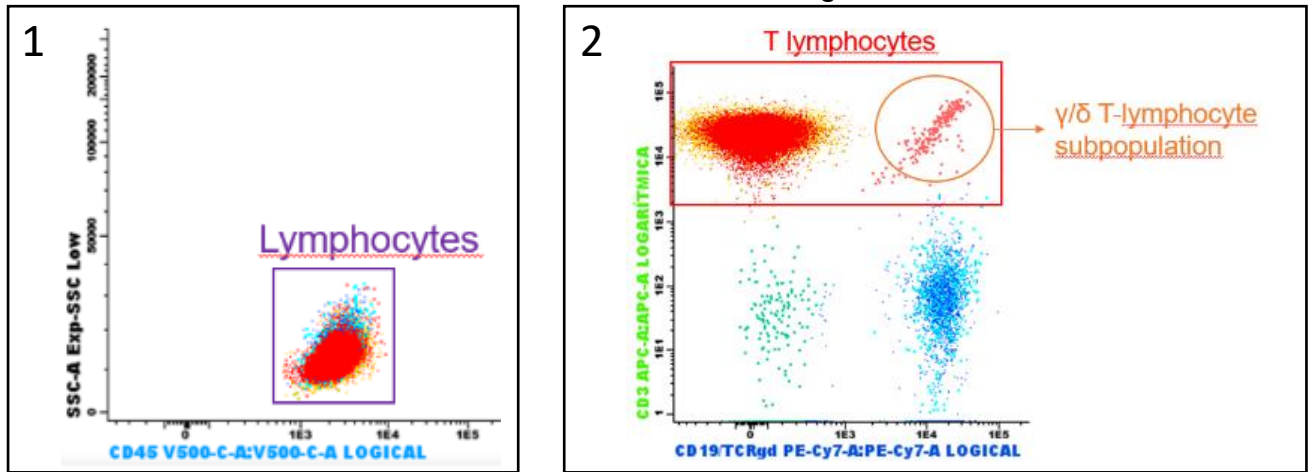 1
Lymphocytes
SSC-A Exp-SSC Low
0
50000
100000
2000000
0
1E3
1E4
1E5
CD45 V500-C-A:V500-C-A LOGICAL
2
T lymphocytes
γ/δ T-lymphocyte
subpopulation
CD3 APC-A:APC-A LOGARÍTMICA
1
1E1
1E2
1E3
1E4
1E5
0
1E3
1E4
1E5
CD19/TCRgd PE-Cy7-A:PE-Cy7-A LOGICAL